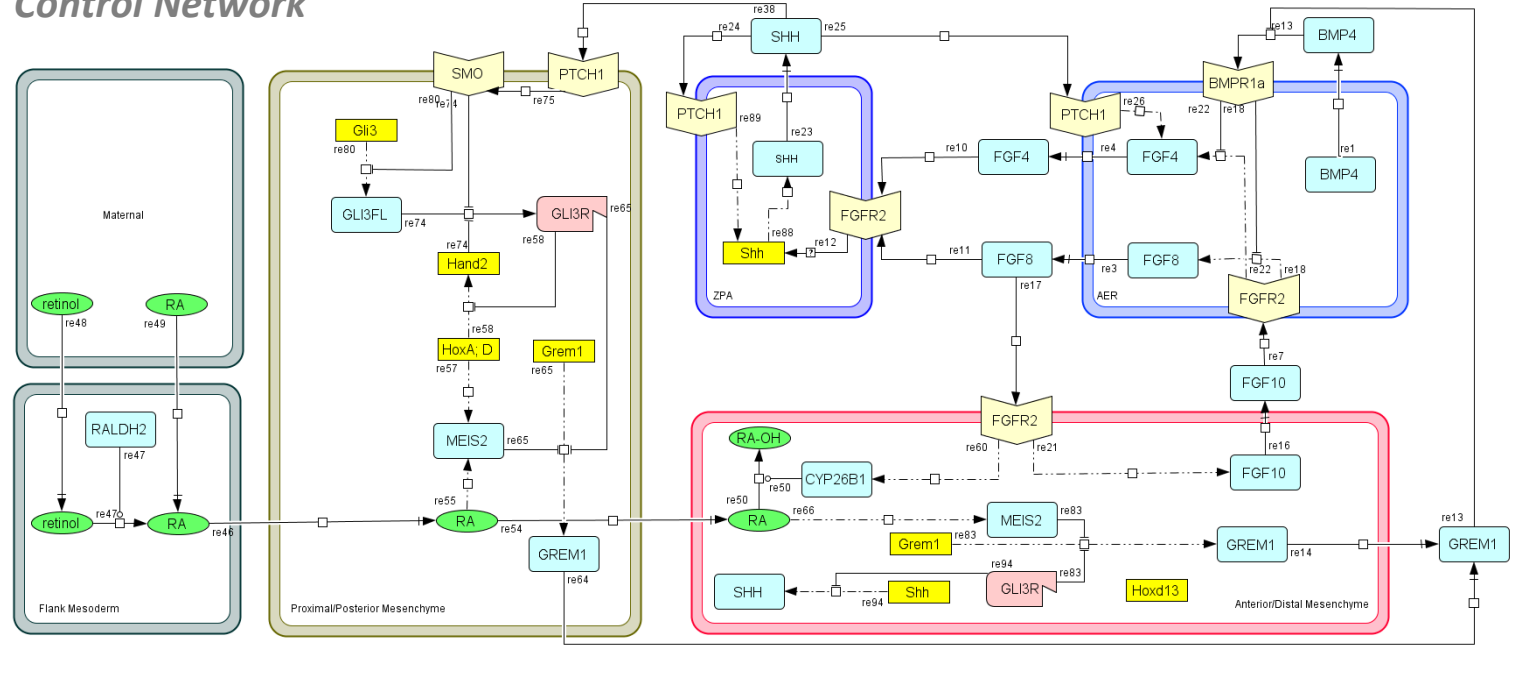 Control Network
re38
re24
SHH
re25
re13
BMP4
SMO
PTCH1
re80
re74
re75
BMPR1a
re22
re18
PTCH1
re89
PTCH1
re26
Gli3
re80
re23
SHH
re10
FGF4
re4
FGF4
re1
BMP4
GLI3FL
re74
GLI3R
re65
re58
FGFR2
Maternal
re74
Hand2
re88
Shh
re12
re11
FGF8
re3
FGF8
re22
re18
re17
FGFR2
ZPA
AER
retinol
re48
RA
re49
re58
HoxA; D
re57
Grem1
re65
re7
FGF10
RALDH2
re47
MEIS2
re65
FGFR2
RA-OH
re60
re21
re16
FGF10
CYP26B1
re50
re50
re55
RA
re54
RA
re66
MEIS2
re83
retinol
re47
RA
re46
GREM1
re64
Grem1
re83
GREM1
re14
re13
GREM1
re94
re83
SHH
re94
Shh
GLI3R
Hoxd13
Flank Mesoderm
Proximal/Posterior Mesenchyme
Anterior/Distal Mesenchyme